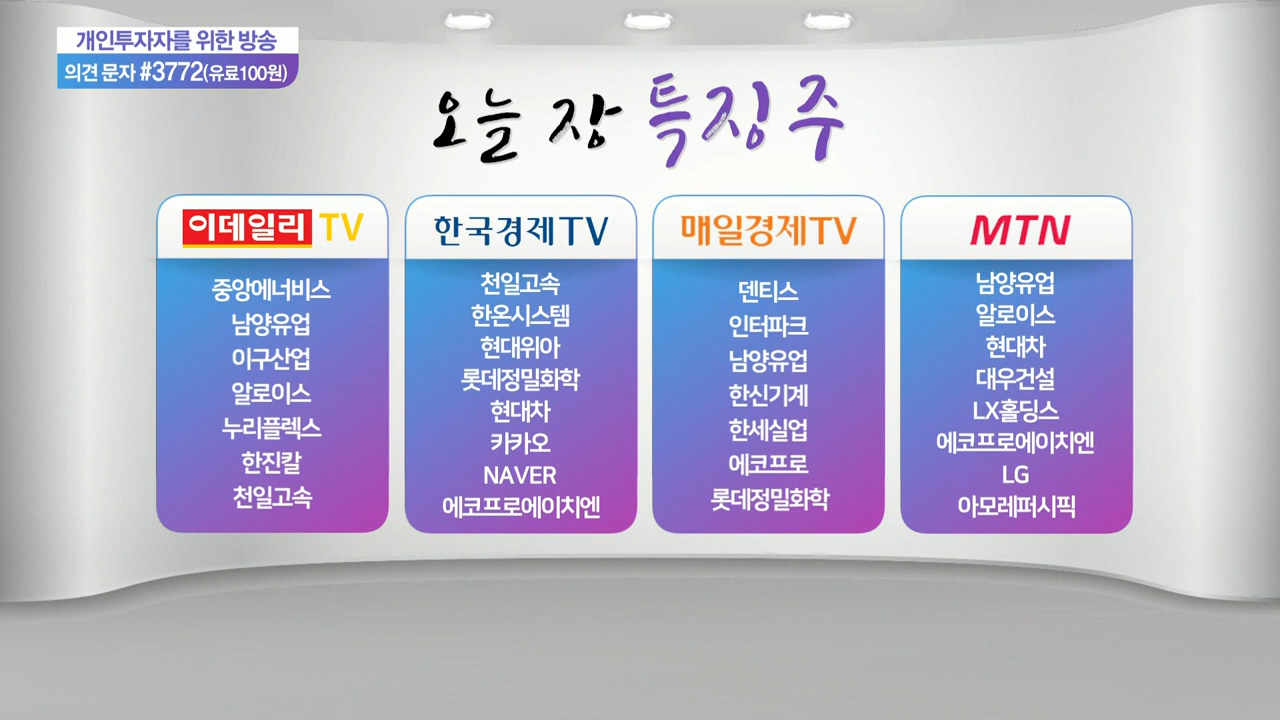 개인투자자를 위한 방송
의견 문자 #3772(유료100원)
오늘 장 특징주
이데일리 TV
중앙에너비스
남양유업
이구산업
알로이스
누리플렉스
한진칼
천일고속
한국경제TV
천일고속
한온시스템
현대위아
롯데정밀화학
현대차
카카오
NAVER
에코프로에이치엔
매일경제TV
덴티스
인터파크
남양유업
한신기계
한세실업
에코프로
롯데정밀화학
MTN
남양유업
알로이스
현대차
대우건설
LX홀딩스
에코프로에이치엔
LG
아모레퍼시픽